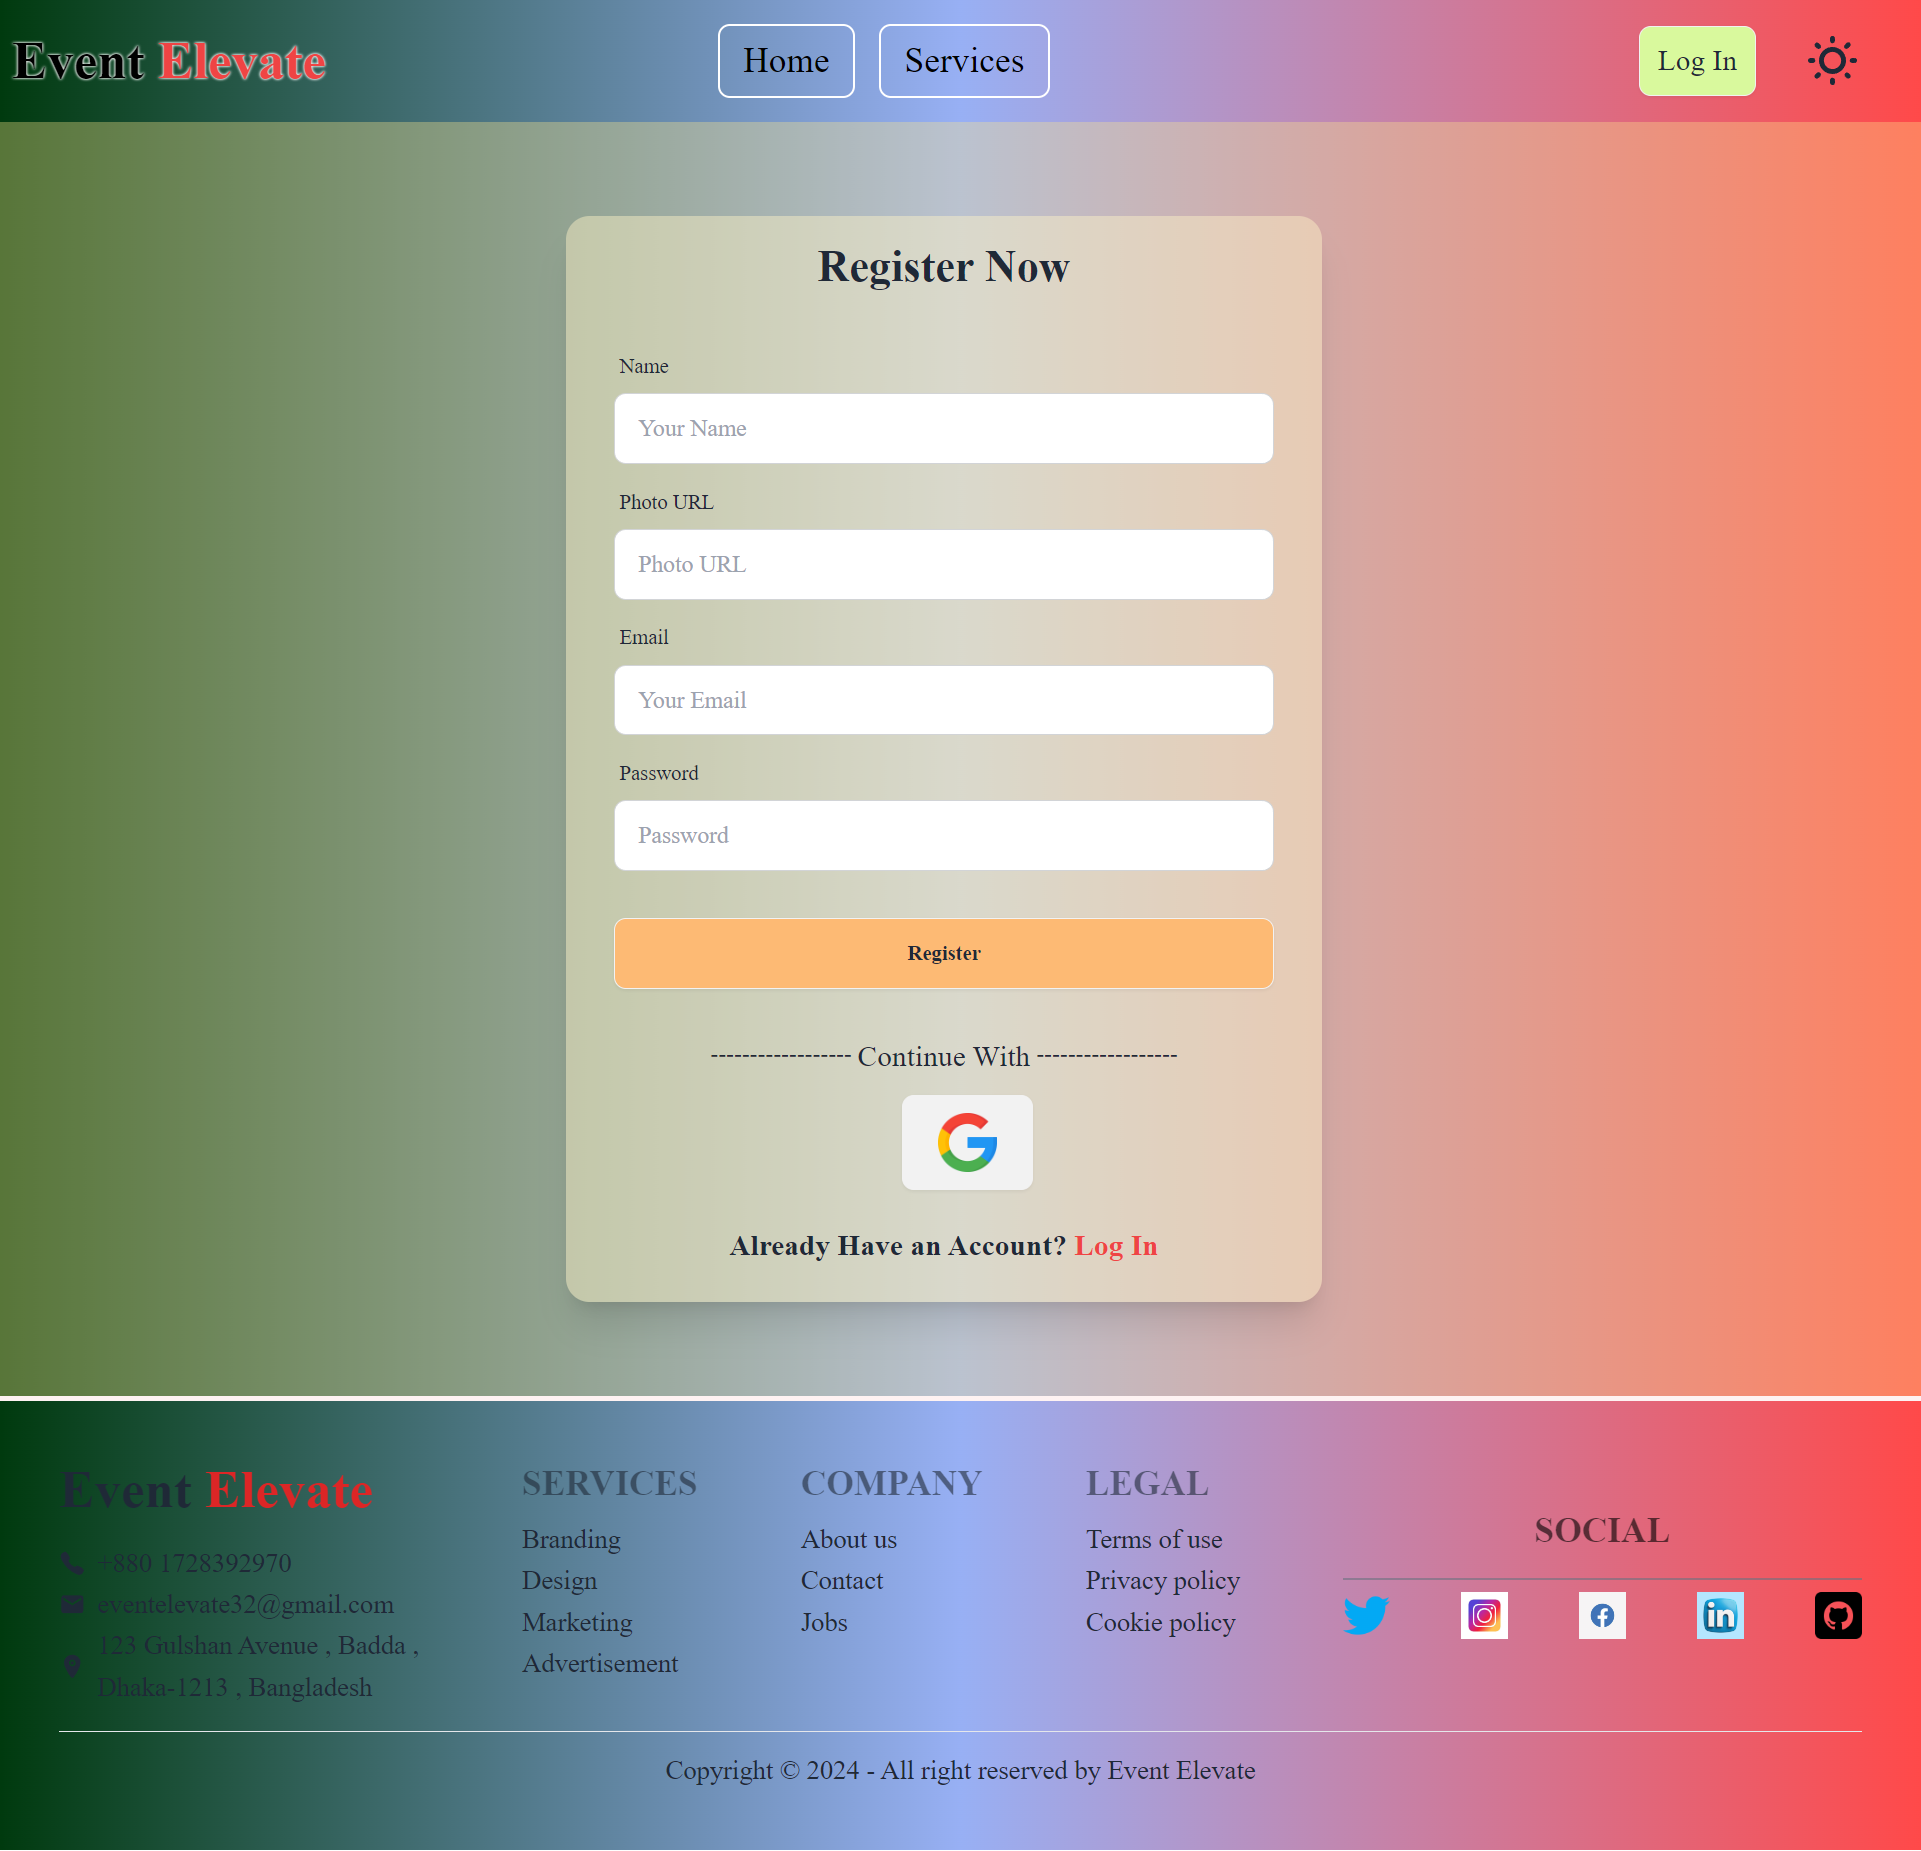 Event Elevate
Home
Services
Log In
Register Now
Name
Your Name
Photo URL
Photo URL
Email
Your Email
Password
Password
Register
------------------ Continue With ------------------
Already Have an Account? Log In
Event Elevate
+880 1728392970
eventelevate32@gmail.com
123 Gulshan Avenue , Badda ,
Dhaka-1213 , Bangladesh
SERVICES
Branding
Design
Marketing
Advertisement
COMPANY
About us
Contact
Jobs
LEGAL
Terms of use
Privacy policy
Cookie policy
SOCIAL
in
Copyright © 2024 - All right reserved by Event Elevate